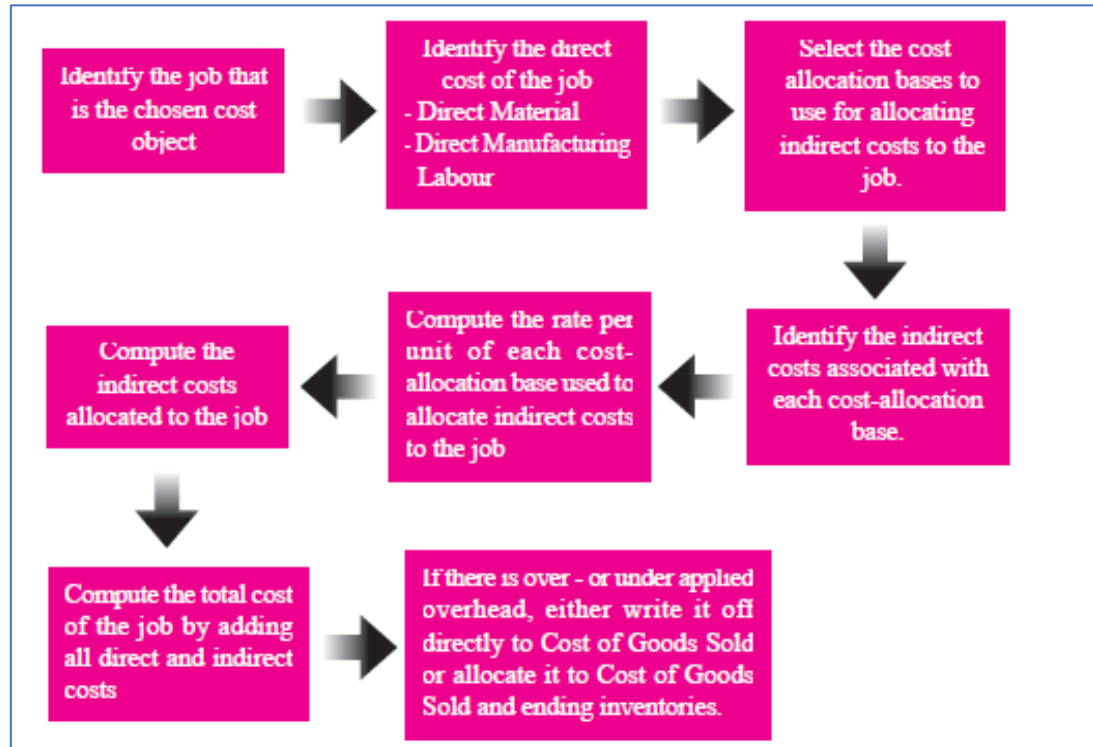 Identify the job that
is the chosen cost
object
Identify the direct
cost of the job
- Direct Material
- Direct Manufacturing
Labour
Select the cost
allocation bases to
use for allocating
indirect costs to the
job.
Identify the indirect
costs associated with
each cost-allocation
base.
Compute the rate per
unit of each cost-
allocation base used to
allocate indirect costs
to the job
Compute the
indirect costs
allocated to the job
Compute the total cost
of the job by adding
all direct and indirect
costs
If there is over - or under applied
overhead, either write it off
directly to Cost of Goods Sold
or allocate it to Cost of Goods
Sold and ending inventories.